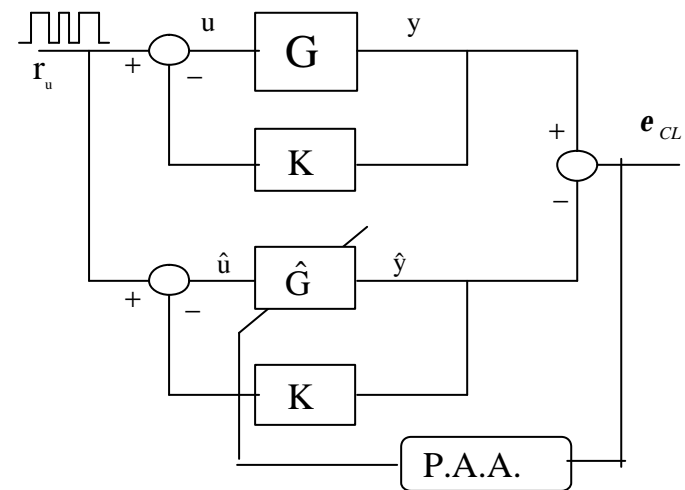 u G y
+ −
r_u
K
+ e_CL
−
û Ĝ ŷ
+ −
K
P.A.A.